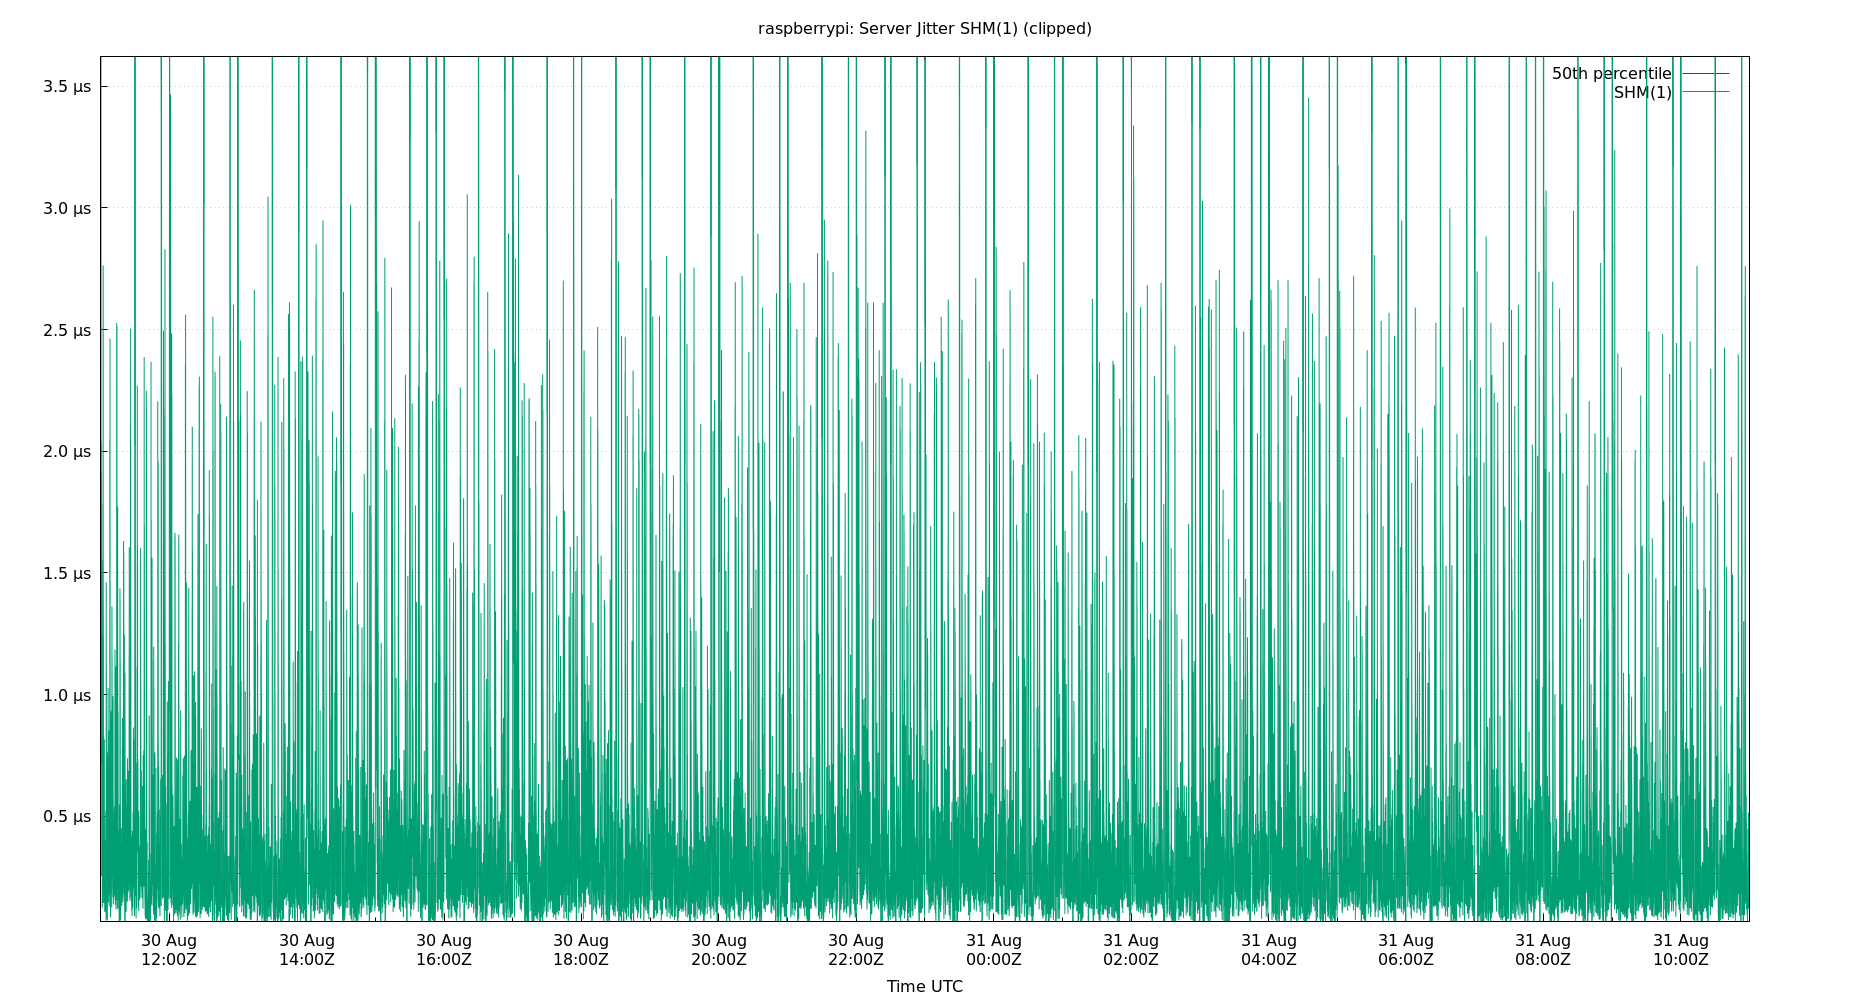 raspberrypi: Server Jitter SHM(1) (clipped)
50th percentile
SHM(1)
3.5 µs
3.0 µs
2.5 µs
2.0 µs
1.5 µs
1.0 µs
0.5 µs
30 Aug 30 Aug 30 Aug 30 Aug 30 Aug 30 Aug 31 Aug 31 Aug 31 Aug 31 Aug 31 Aug 31 Aug
12:00Z 14:00Z 16:00Z 18:00Z 20:00Z 22:00Z 00:00Z 02:00Z 04:00Z 06:00Z 08:00Z 10:00Z
Time UTC